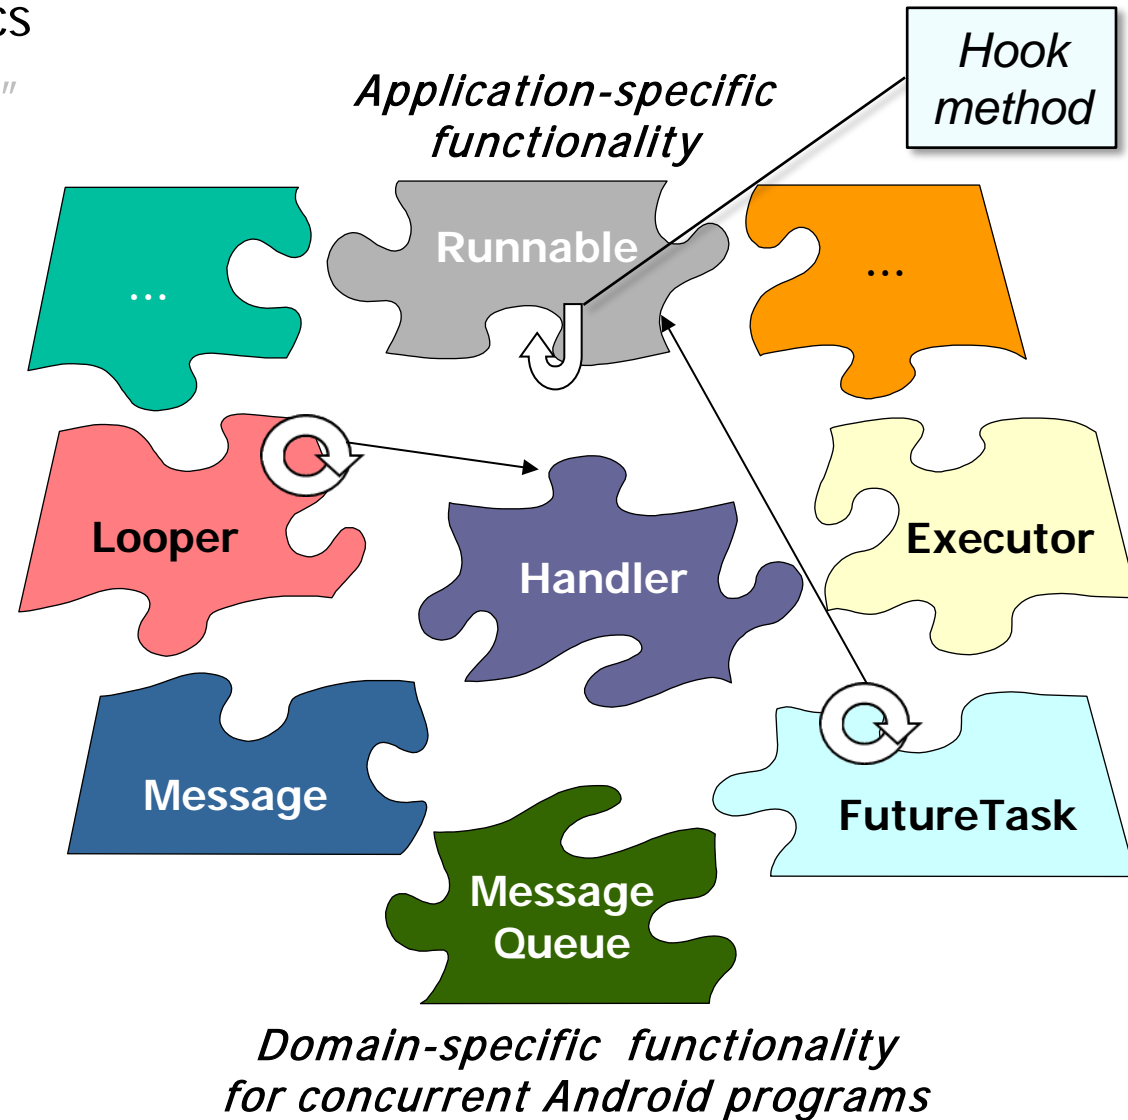 cs
"
Hook
method
Application-specific
functionality
Runnable
...
...
Looper
Handler
Executor
Message
FutureTask
Message
Queue
Domain-specific functionality
for concurrent Android programs